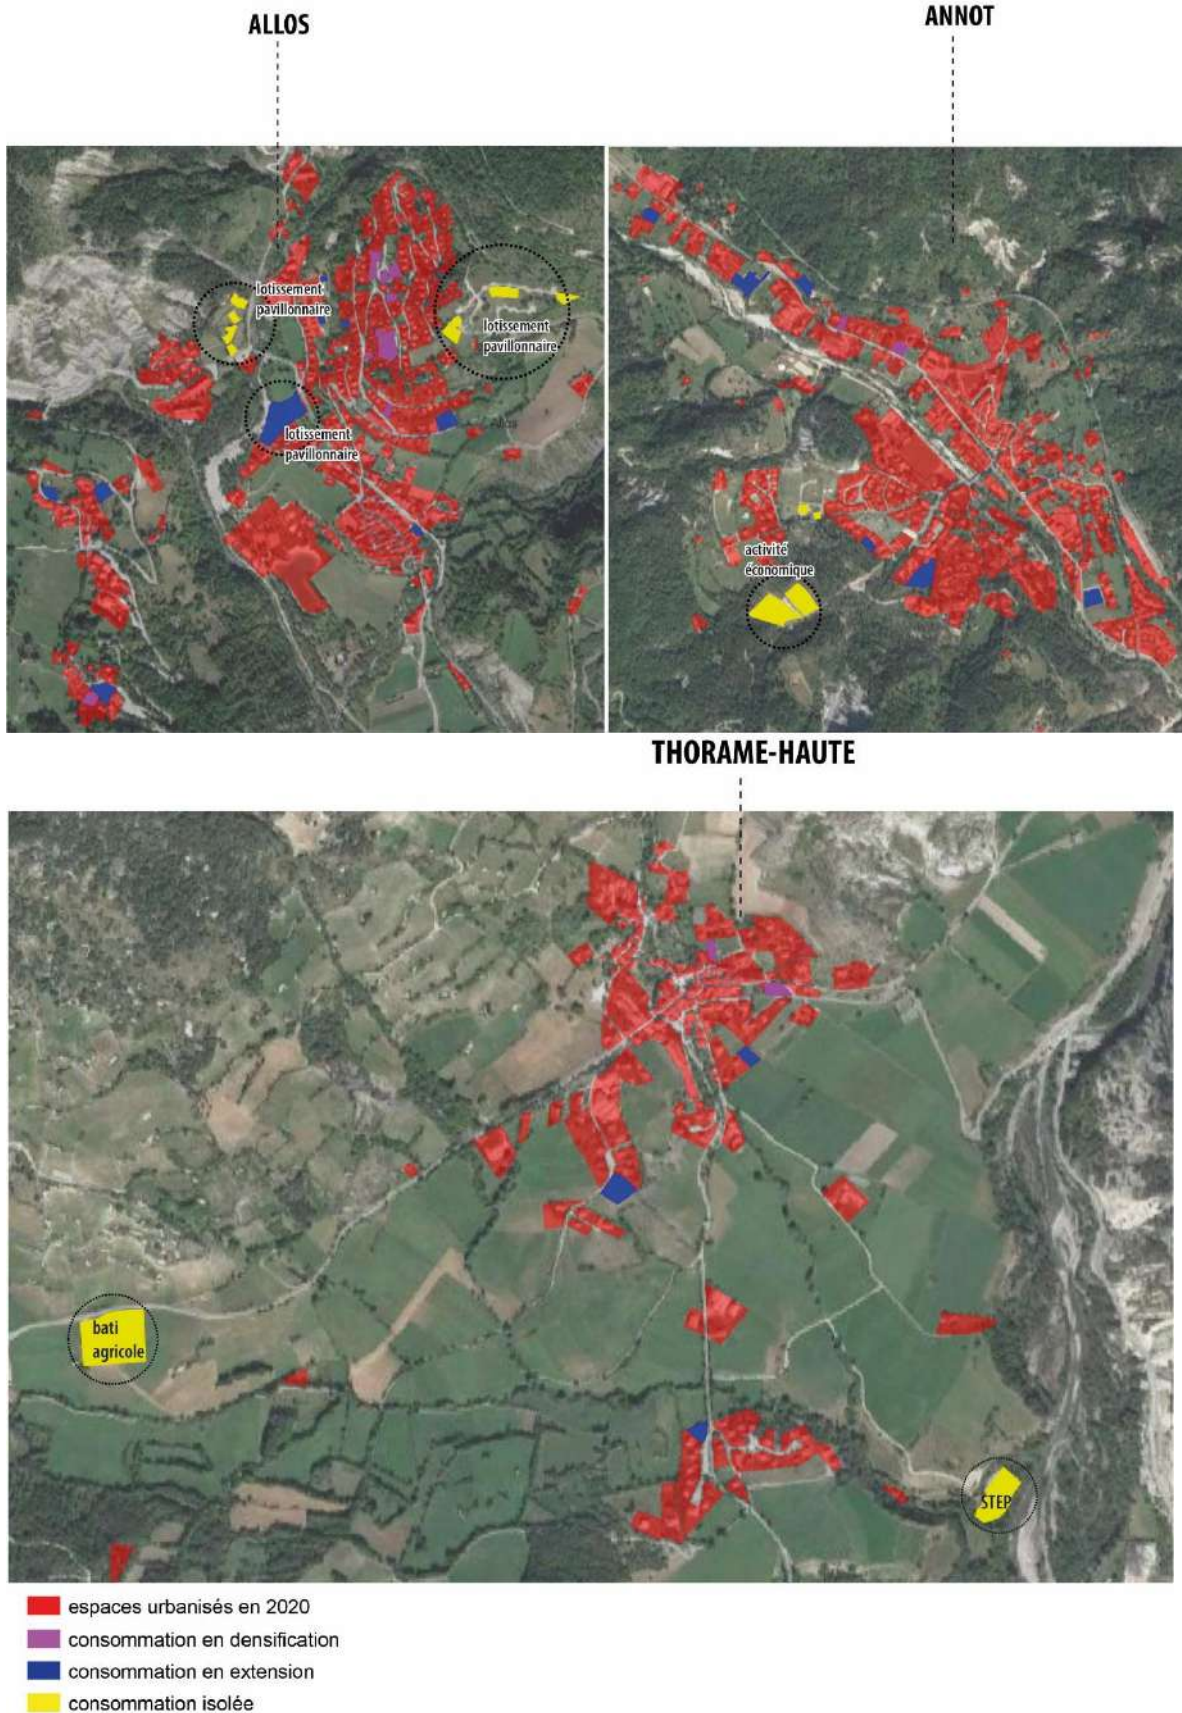 ALLOS
ANNOT
lotissement
pavillonnaire
lotissement
pavillonnaire
lotissement
pavillonnaire
activité
économique
THORAME-HAUTE
bati
agricole
STEP
espaces urbanisés en 2020
consommation en densification
consommation en extension
consommation isolée